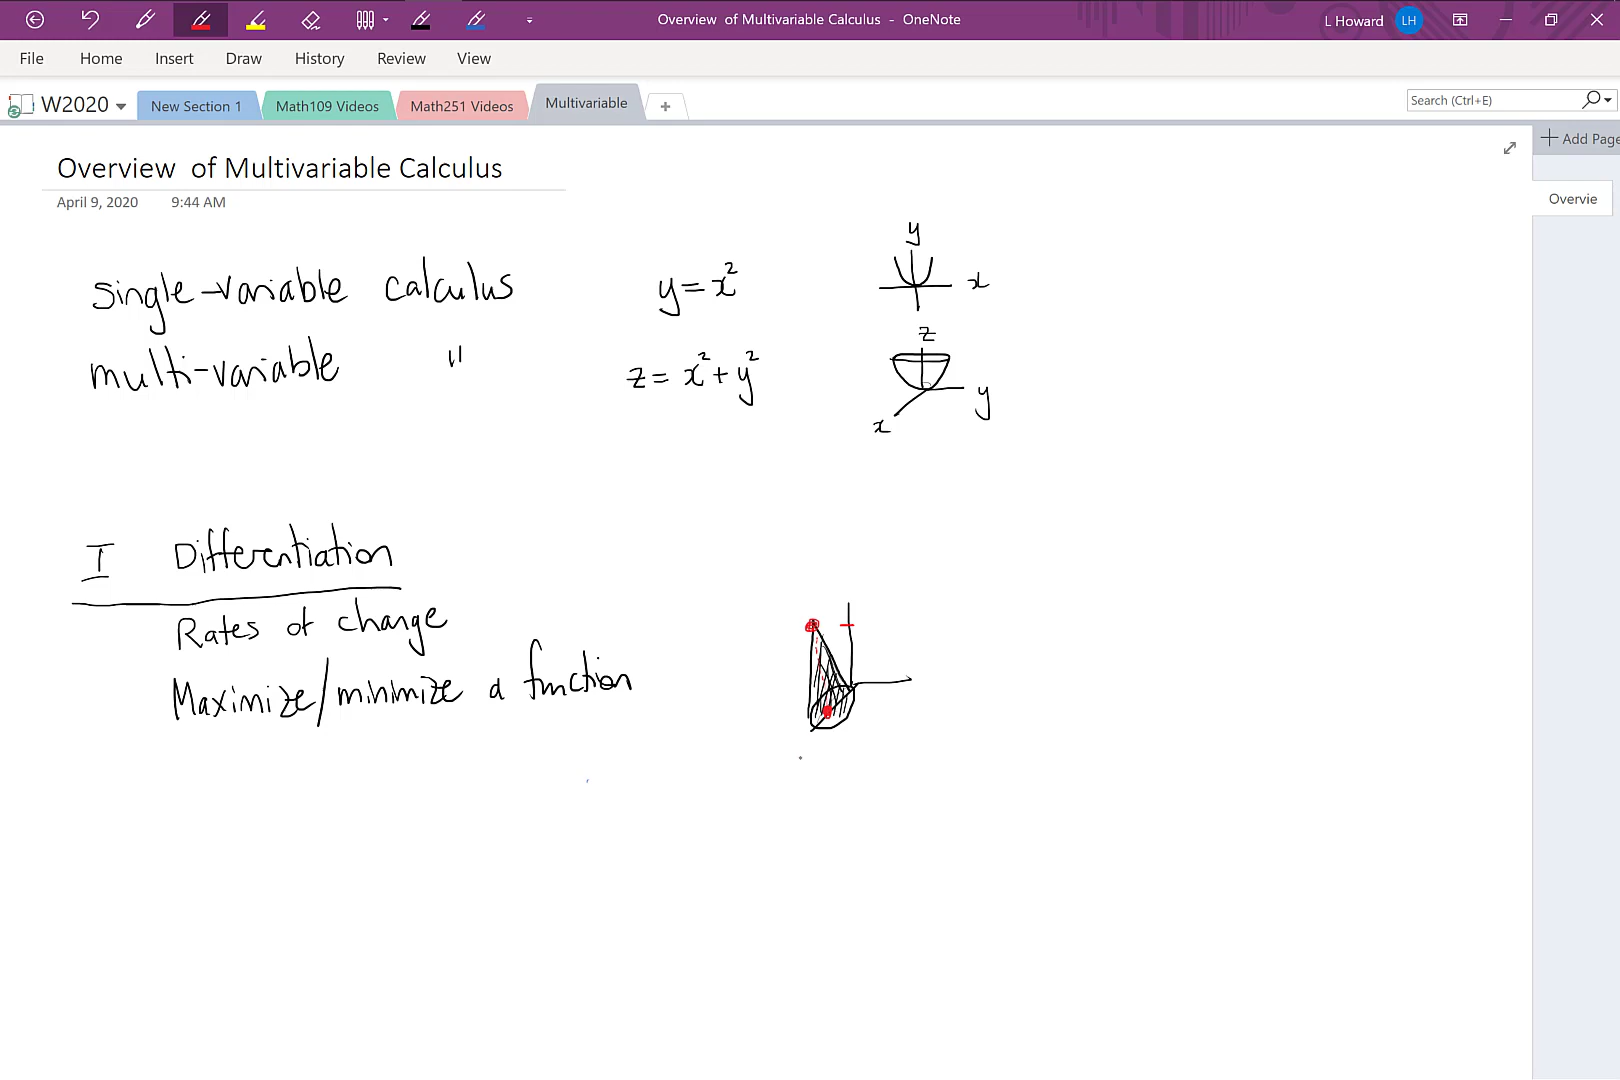 Overview of Multivariable Calculus - OneNote
L Howard LH
File Home Insert Draw History Review View
W2020 New Section 1 Math109 Videos Math251 Videos Multivariable
Search (Ctrl+E)
Add Page
Overvie
Overview of Multivariable Calculus
April 9, 2020 9:44 AM
single-variable calculus y = x² y x
multi-variable " z = x² + y² z y x
I Differentiation
Rates of change
Maximize/minimize a function